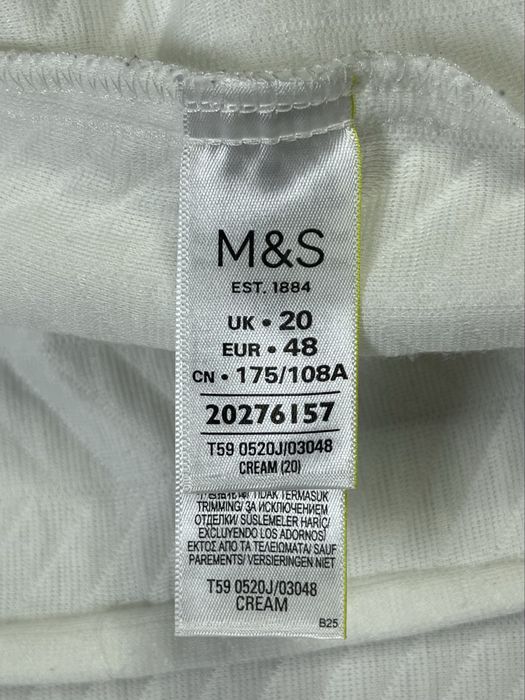 M&S
EST. 1884
UK • 20
EUR • 48
CN • 175/108A
20276157
T59 0520J/03048
CREAM (20)
TIDAK TERMASUK
TRIMMING/ ЗА ИСКЛЮЧЕНИЕМ
ОТДЕЛКИ/ SÜSLEMELER HARİÇ/
EXCLUYENDO LOS ADORNOS/
ΕΚΤΟΣ ΑΠΟ ΤΑ ΤΕΛΕΙΩΜΑΤΑ/ SAUF
PAREMENTS/ VERSIERINGEN NIET
T59 0520J/03048
CREAM
B25